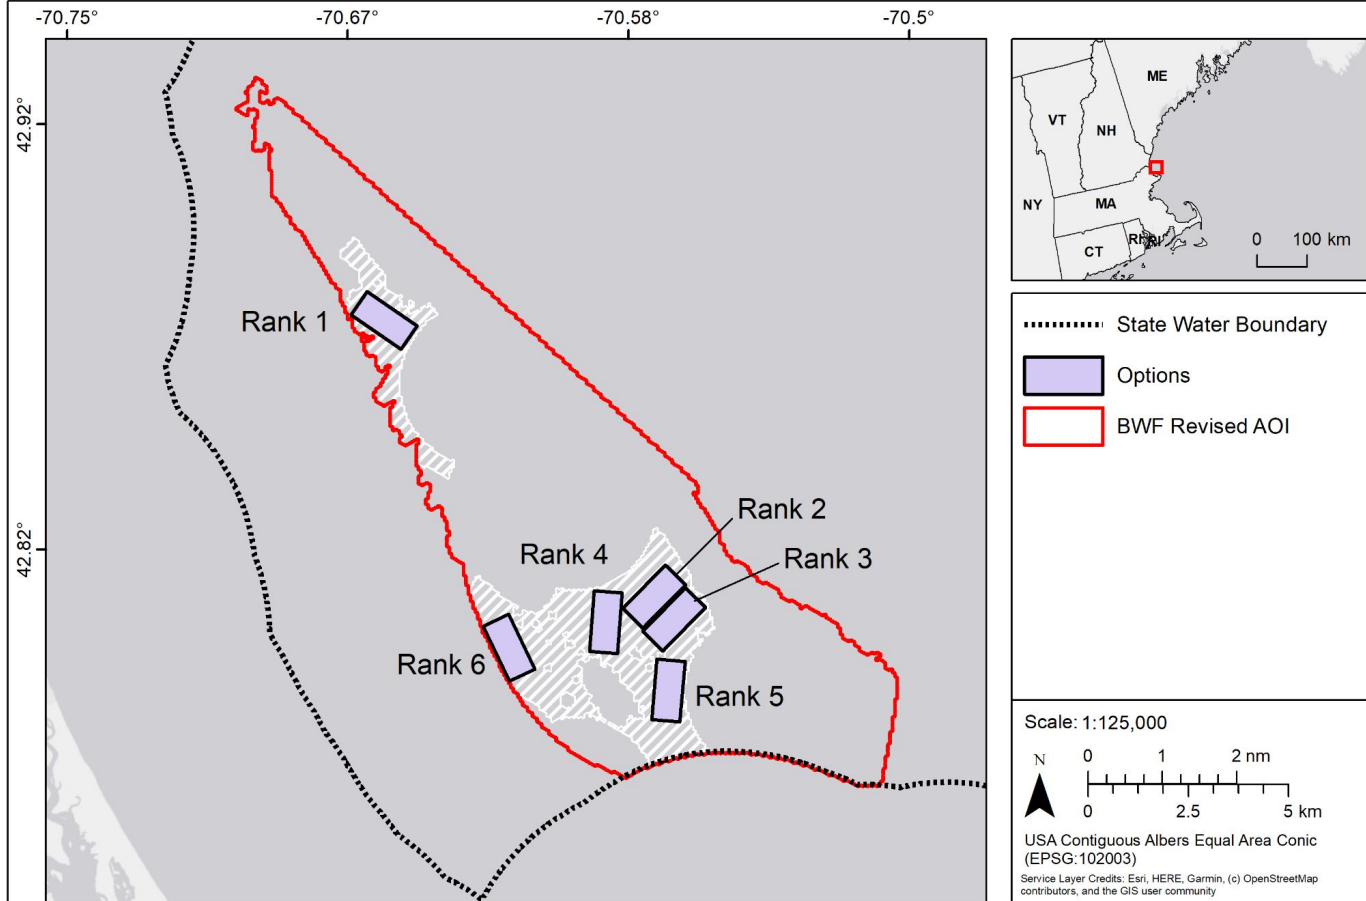 -70.75°
-70.67°
-70.58°
-70.5°
42.92°
42.82°
Rank 1
Rank 2
Rank 3
Rank 4
Rank 5
Rank 6
ME
VT
NH
NY
MA
CT
RI
RI
0 100 km
State Water Boundary
Options
BWF Revised AOI
Scale: 1:125,000
N
0 1 2 nm
0 2.5 5 km
USA Contiguous Albers Equal Area Conic
(EPSG:102003)
Service Layer Credits: Esri, HERE, Garmin, (c) OpenStreetMap
contributors, and the GIS user community